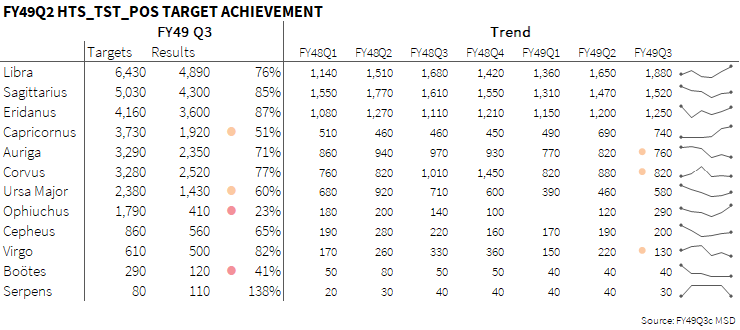 FY49Q2 HTS_TST_POS TARGET ACHIEVEMENT
FY49 Q3 Trend
Targets Results FY48Q1 FY48Q2 FY48Q3 FY48Q4 FY49Q1 FY49Q2 FY49Q3
Libra 6,430 4,890 76% 1,140 1,510 1,680 1,420 1,360 1,650 1,880
Sagittarius 5,030 4,300 85% 1,550 1,770 1,610 1,550 1,310 1,470 1,520
Eridanus 4,160 3,600 87% 1,080 1,270 1,110 1,210 1,150 1,200 1,250
Capricornus 3,730 1,920 51% 510 460 460 450 490 690 740
Auriga 3,290 2,350 71% 860 940 970 930 770 820 760
Corvus 3,280 2,520 77% 760 820 1,010 1,450 820 880 820
Ursa Major 2,380 1,430 60% 680 920 710 600 390 460 580
Ophiuchus 1,790 410 23% 180 200 140 100 120 290
Cepheus 860 560 65% 190 280 220 160 170 190 200
Virgo 610 500 82% 170 260 330 360 150 220 130
Boötes 290 120 41% 50 80 50 50 40 40 40
Serpens 80 110 138% 20 30 40 40 40 40 30
Source: FY49Q3c MSD